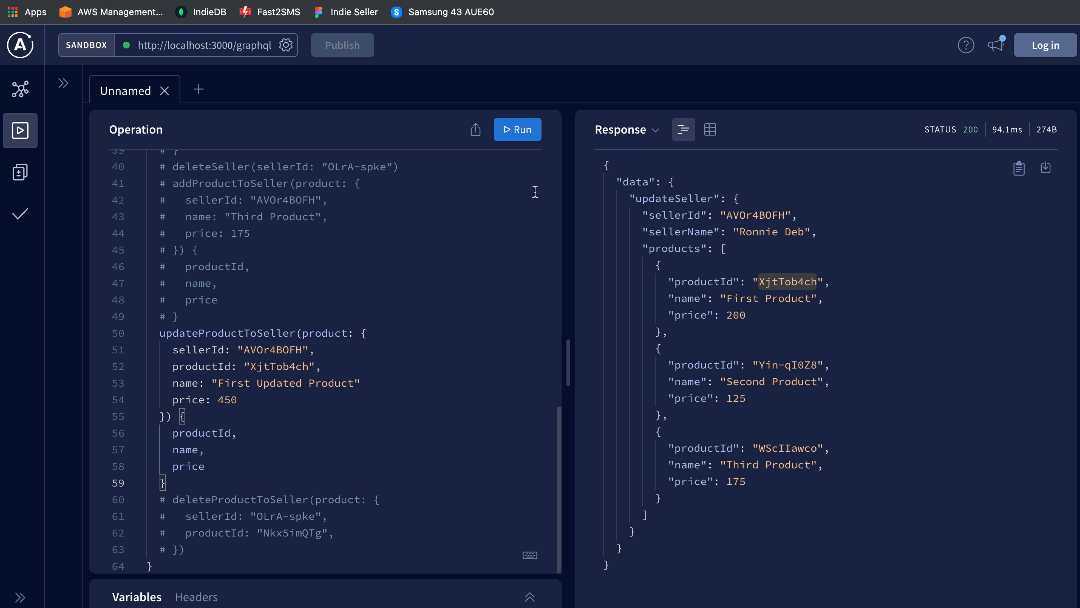 Apps
AWS Management...
IndieDB
Fast2SMS
Indie Seller
Samsung 43 AUE60
SANDBOX
http://localhost:3000/graphql
Publish
Log in
Unnamed
Operation
Run
39 # }
40 # deleteSeller(sellerId: "OLrA-spke")
41 # addProductToSeller(product: {
42 #   sellerId: "AVOr4BOFH",
43 #   name: "Third Product",
44 #   price: 175
45 # }) {
46 #   productId,
47 #   name,
48 #   price
49 # }
50 updateProductToSeller(product: {
51   sellerId: "AVOr4BOFH",
52   productId: "XjtTob4ch",
53   name: "First Updated Product"
54   price: 450
55 }) {
56   productId,
57   name,
58   price
59 }
60 # deleteProductToSeller(product: {
61 #   sellerId: "OLrA-spke",
62 #   productId: "Nkx5imQTg",
63 # })
64 }
Variables
Headers
Response
STATUS 200
94.1ms
274B
{
"data": {
"updateSeller": {
"sellerId": "AVOr4BOFH",
"sellerName": "Ronnie Deb",
"products": [
{
"productId": "XjtTob4ch",
"name": "First Product",
"price": 200
},
{
"productId": "Yin-qI0Z8",
"name": "Second Product",
"price": 125
},
{
"productId": "WScIIawco",
"name": "Third Product",
"price": 175
}
]
}
}
}